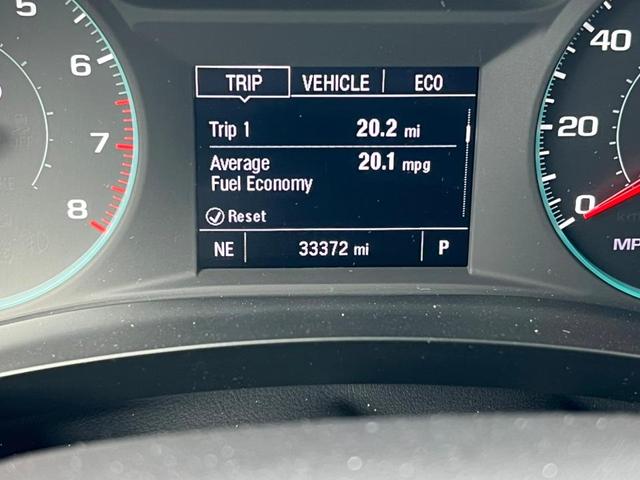 5
6
7
8
TRIP VEHICLE ECO
Trip 1 20.2 mi
Average 20.1 mpg
Fuel Economy
Reset
NE 33372 mi P
40
20
0